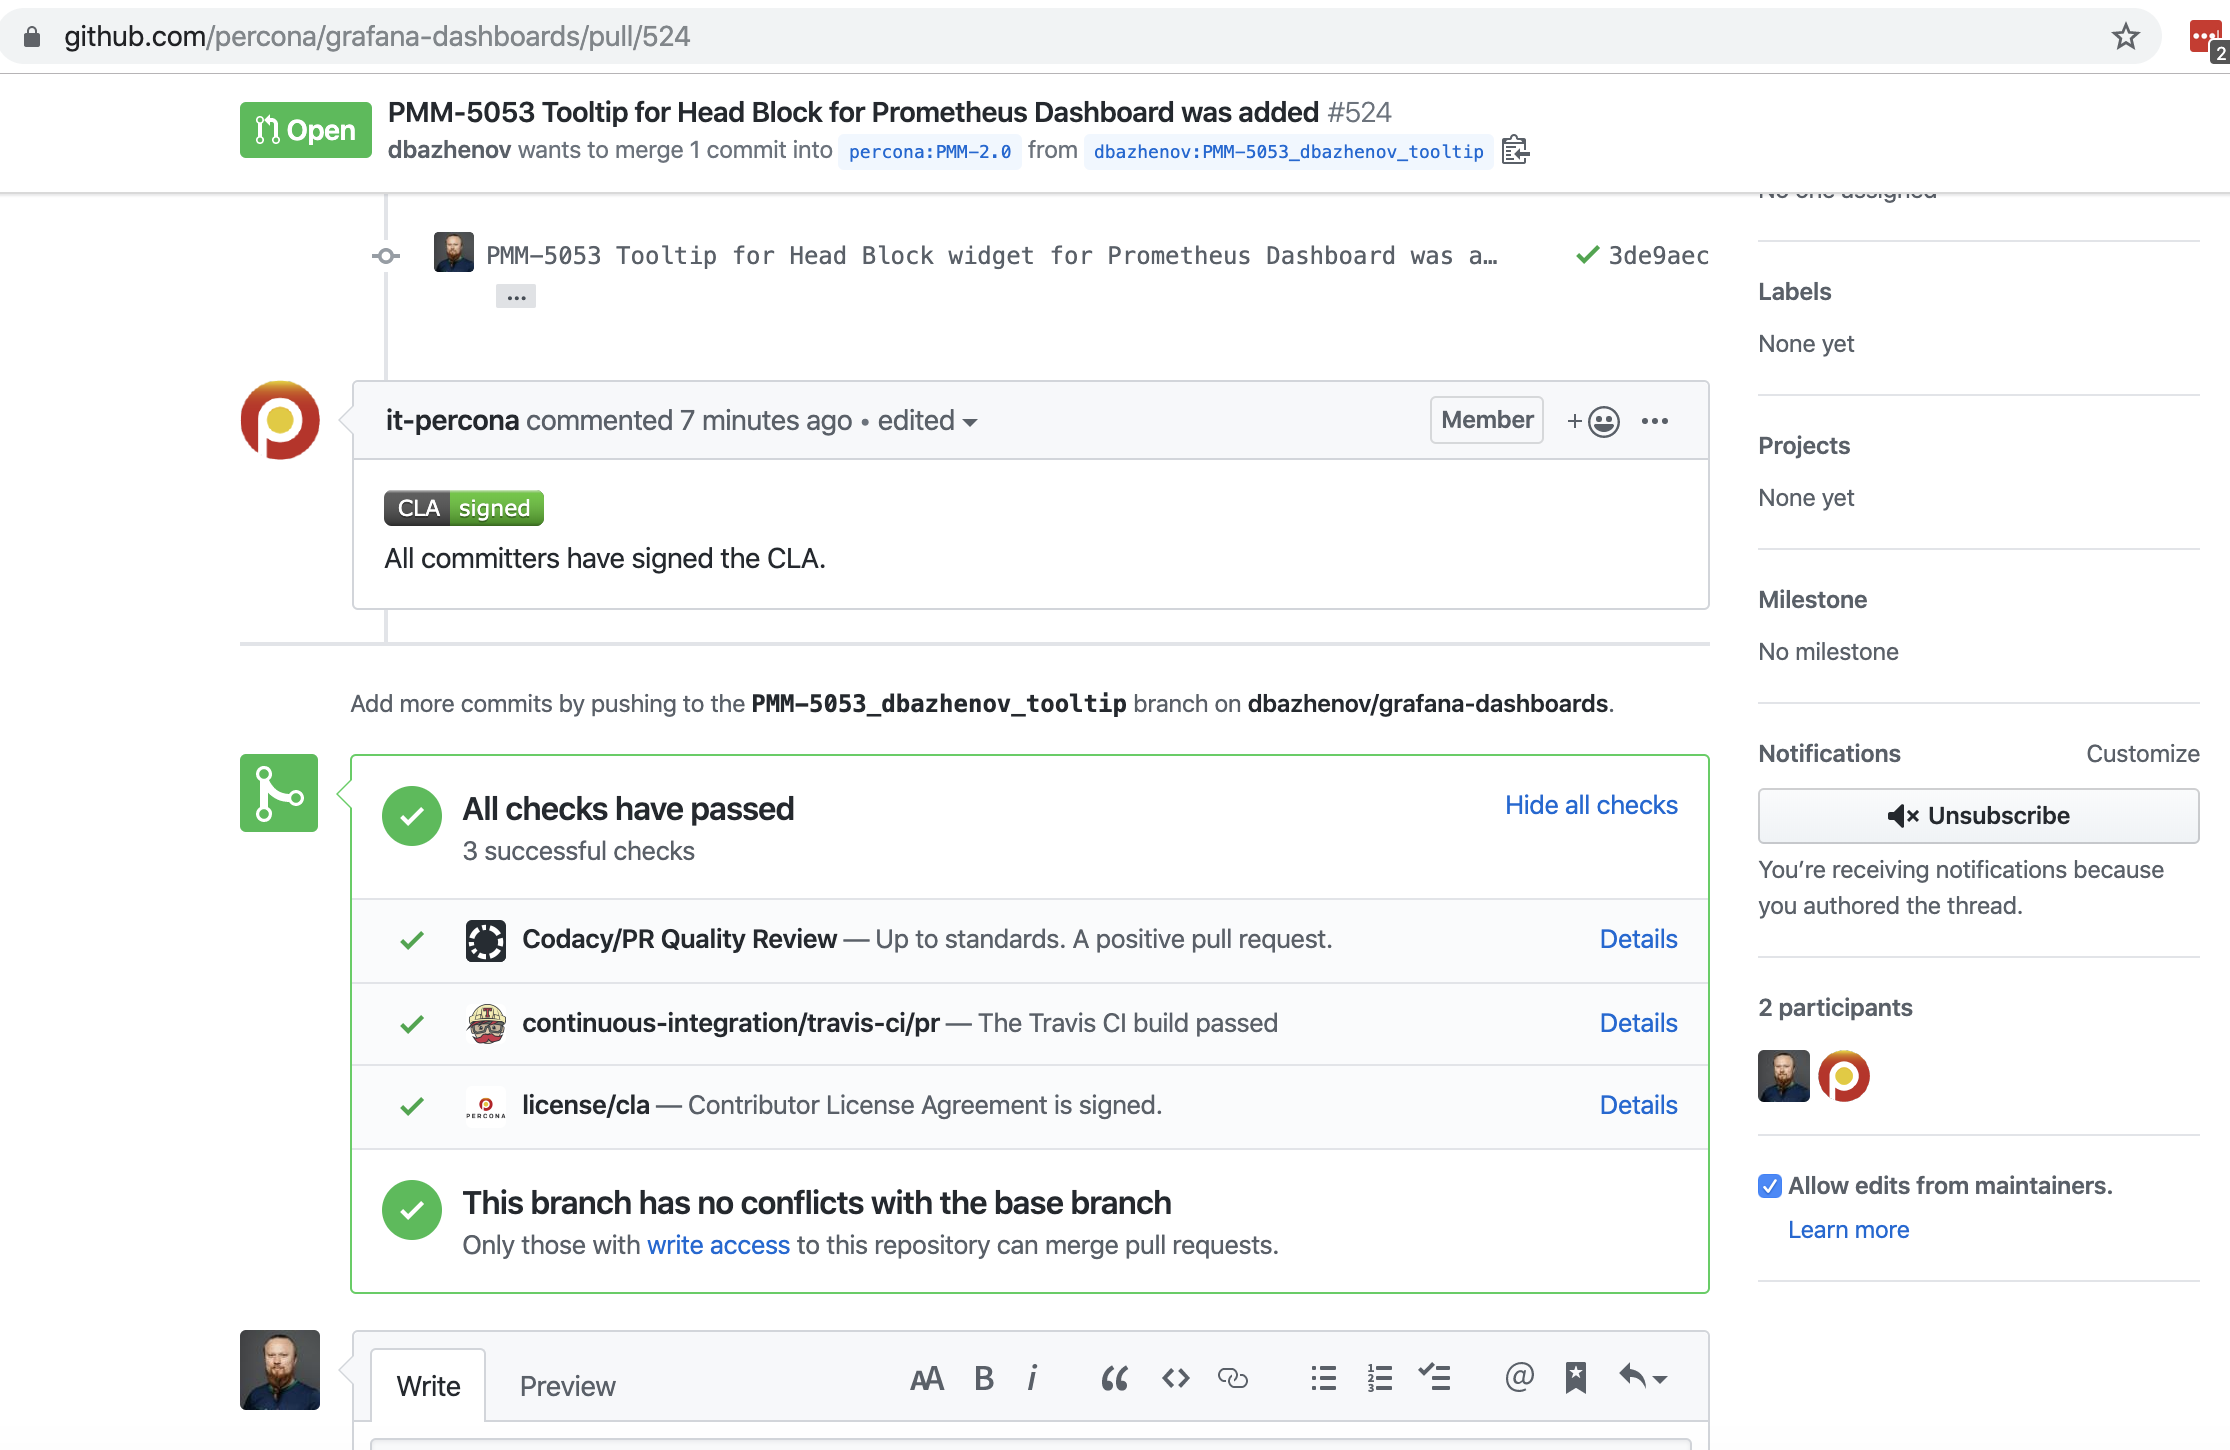 github.com/percona/grafana-dashboards/pull/524
2
Open
PMM-5053 Tooltip for Head Block for Prometheus Dashboard was added #524
dbazhenov wants to merge 1 commit into percona:PMM-2.0 from dbazhenov:PMM-5053_dbazhenov_tooltip
No one assigned
PMM-5053 Tooltip for Head Block widget for Prometheus Dashboard was a… 3de9aec
…
Labels
None yet
it-percona commented 7 minutes ago • edited
Member
CLA signed
All committers have signed the CLA.
Projects
None yet
Milestone
No milestone
Add more commits by pushing to the PMM-5053_dbazhenov_tooltip branch on dbazhenov/grafana-dashboards.
Notifications Customize
Unsubscribe
You’re receiving notifications because
you authored the thread.
All checks have passed
Hide all checks
3 successful checks
Codacy/PR Quality Review — Up to standards. A positive pull request. Details
continuous-integration/travis-ci/pr — The Travis CI build passed Details
PERCONA
license/cla — Contributor License Agreement is signed. Details
2 participants
This branch has no conflicts with the base branch
Only those with write access to this repository can merge pull requests.
Allow edits from maintainers.
Learn more
Write Preview